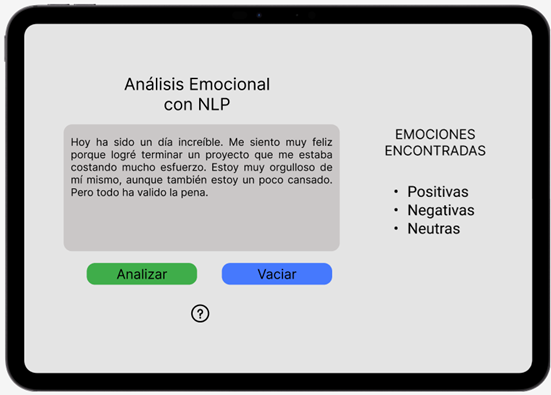 Análisis Emocional
con NLP
Hoy ha sido un día increíble. Me siento muy feliz
porque logré terminar un proyecto que me estaba
costando mucho esfuerzo. Estoy muy orgulloso de
mí mismo, aunque también estoy un poco cansado.
Pero todo ha valido la pena.
Analizar
Vaciar
?
EMOCIONES
ENCONTRADAS
• Positivas
• Negativas
• Neutras